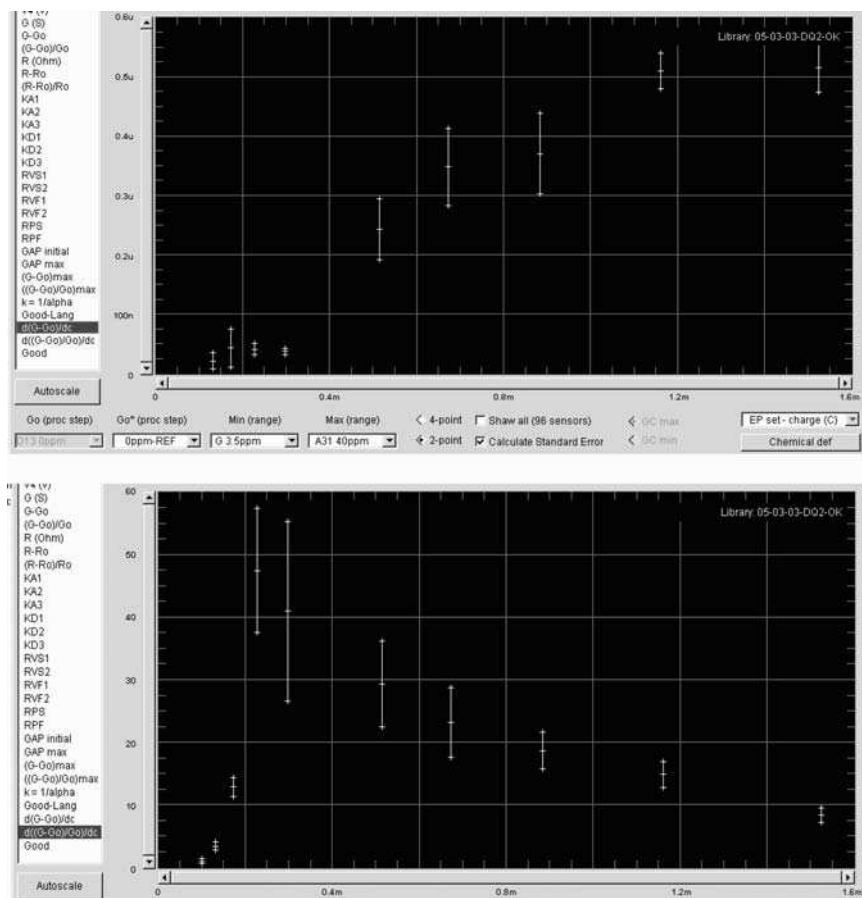 G (S)
G-Go
(G-Go)/Go
R (Ohm)
R-Ro
(R-Ro)/Ro
KA1
KA2
KA3
KD1
KD2
KD3
RVS1
RVS2
RVF1
RVF2
RPS
RPF
GAP initial
GAP max
(G-Go)max
((G-Go)/Go)max
k = 1/alpha
Good-Lang
d(G-Go)/dc
d((G-Go)/Go)/dc
Good
Autoscale
0.6u
0.5u
0.4u
0.3u
0.2u
100n
0
Library: 05-03-03-DQ2-OK
0 0.4m 0.8m 1.2m 1.6m
Go (proc step) Go* (proc step) Min (range) Max (range) 4-point Shaw all (96 sensors) GC max EP set - charge (C)
D13 0ppm 0ppm-REF G 3.5ppm A31 40ppm 2-point Calculate Standard Error GC min Chemical def
G (S)
G-Go
(G-Go)/Go
R (Ohm)
R-Ro
(R-Ro)/Ro
KA1
KA2
KA3
KD1
KD2
KD3
RVS1
RVS2
RVF1
RVF2
RPS
RPF
GAP initial
GAP max
(G-Go)max
((G-Go)/Go)max
k = 1/alpha
Good-Lang
d(G-Go)/dc
d((G-Go)/Go)/dc
Good
Autoscale
60
50
40
30
20
10
0
Library: 05-03-03-DQ2-OK
0 0.4m 0.8m 1.2m 1.6m